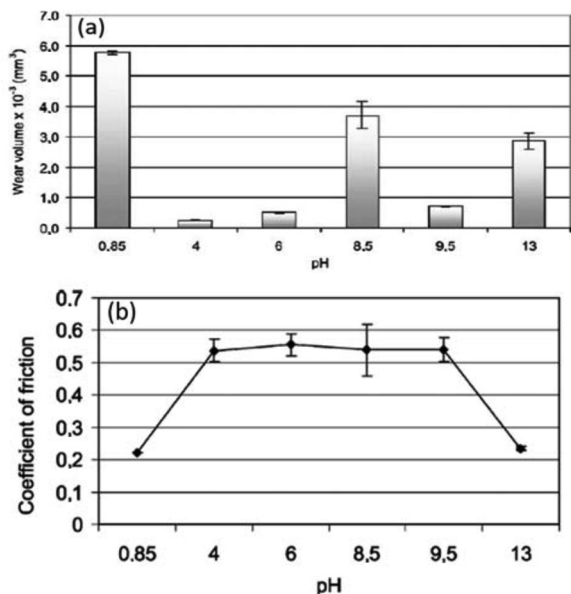 (a)
Wear volume x 10⁻³ (mm³)
7.0
6.0
5.0
4.0
3.0
2.0
1.0
0.0
0.85 4 6 8.5 9.5 13
pH
(b)
Coefficient of friction
0.7
0.6
0.5
0.4
0.3
0.2
0.1
0
0.85 4 6 8.5 9.5 13
pH